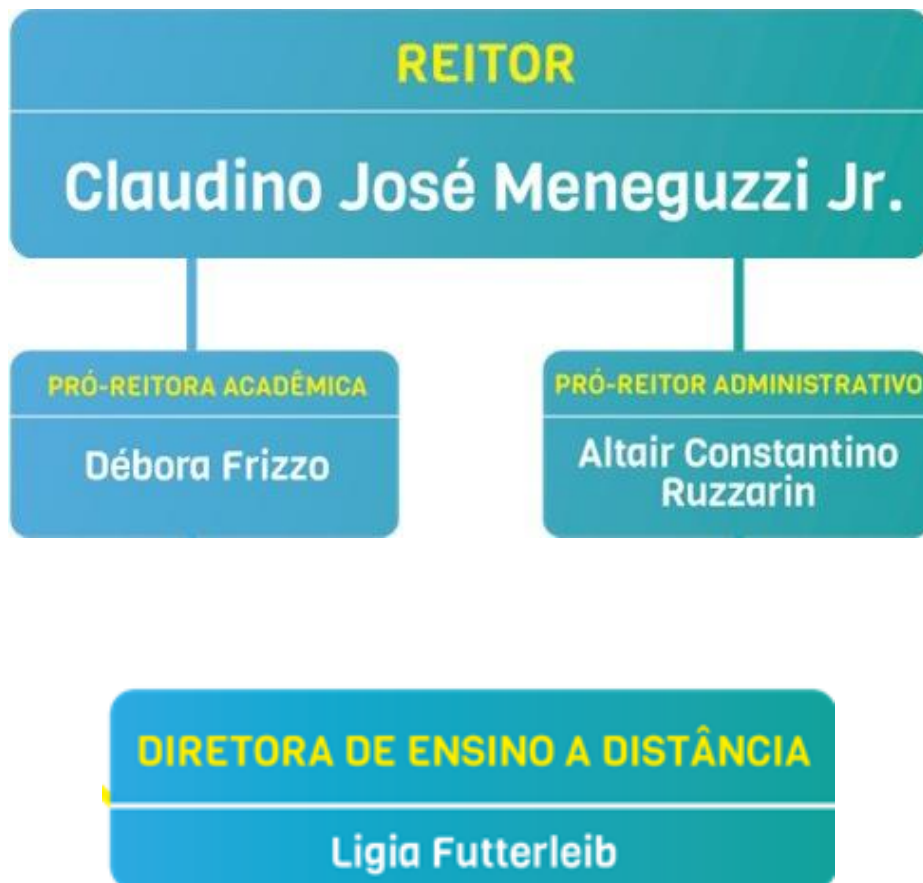 REITOR
Claudino José Meneguzzi Jr.
PRÓ-REITORA ACADÊMICA
Débora Frizzo
PRÓ-REITOR ADMINISTRATIVO
Altair Constantino
Ruzzarin
DIRETORA DE ENSINO A DISTÂNCIA
Ligia Futterleib